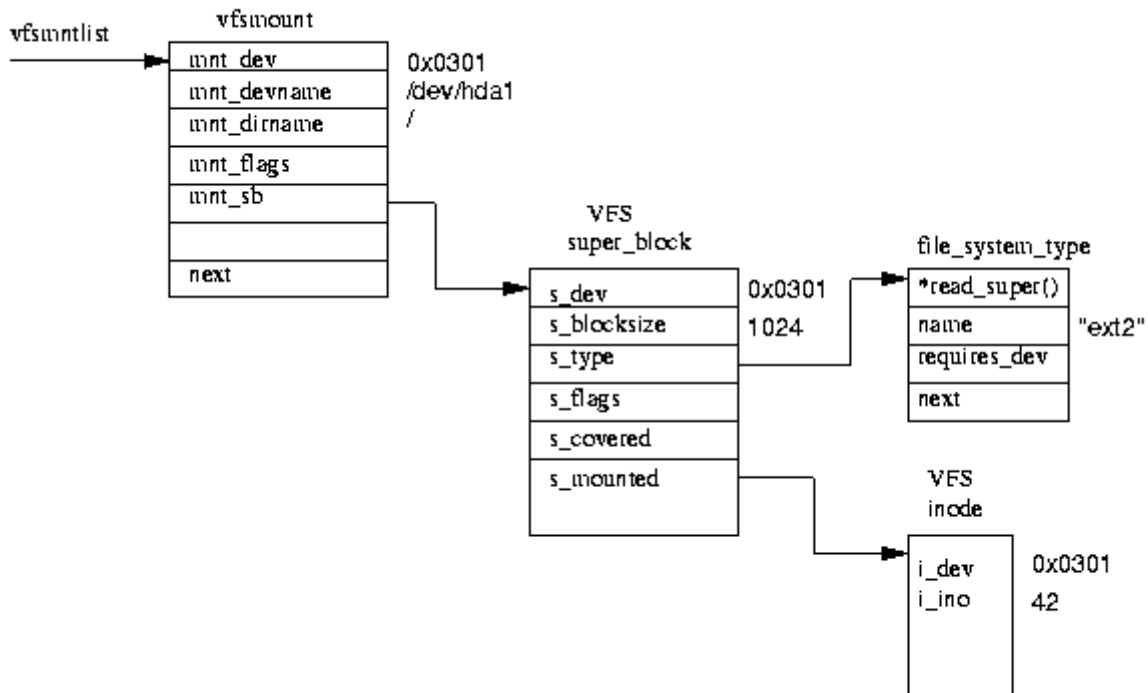 vfsmntlist
vfsmount
mnt_dev
0x0301
mnt_devname
/dev/hda1
mnt_dirname
/
mnt_flags
mnt_sb
next
VFS
super_block
s_dev
0x0301
s_blocksize
1024
s_type
s_flags
s_covered
s_mounted
file_system_type
*read_super()
name
"ext2"
requires_dev
next
VFS
inode
i_dev
0x0301
i_ino
42